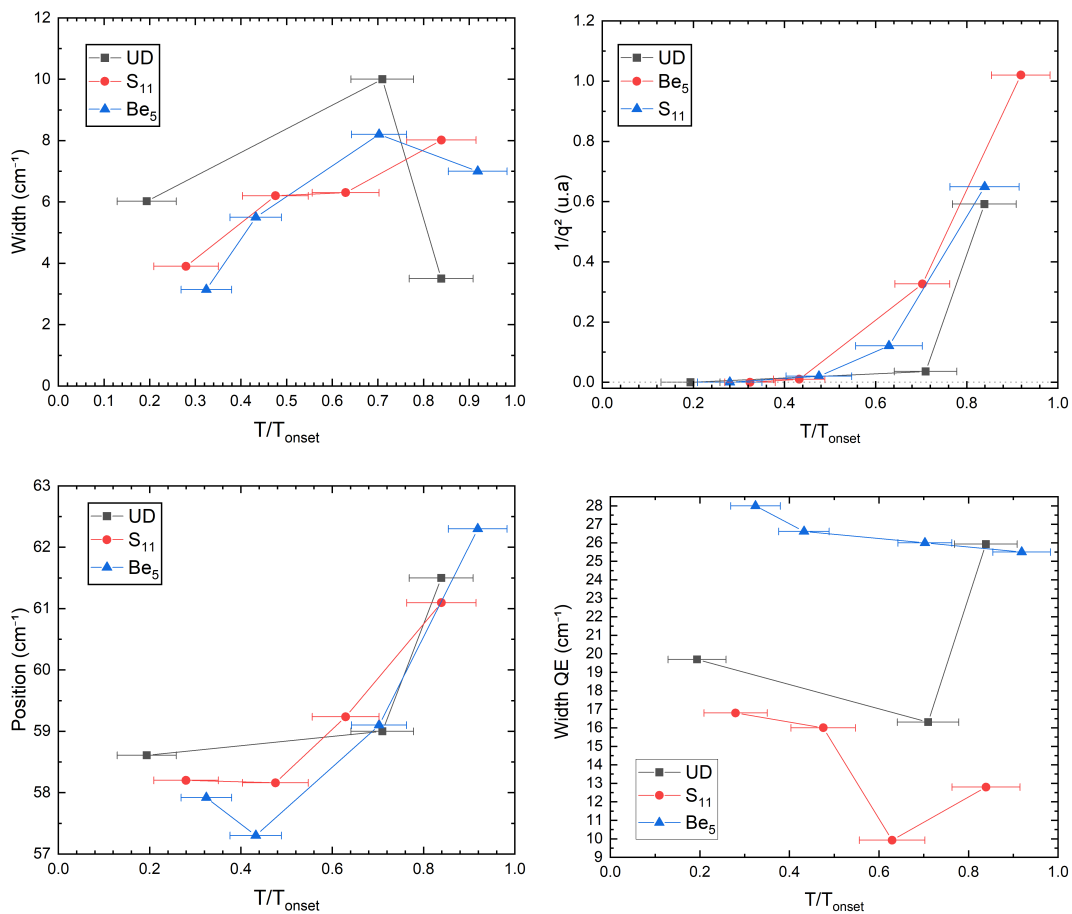 12
10
8
6
4
2
0
Width (cm⁻¹)
UD
S₁₁
Be₅
0.0 0.1 0.2 0.3 0.4 0.5 0.6 0.7 0.8 0.9 1.0
T/Tₒₙₛₑₜ
1.2
1.0
0.8
0.6
0.4
0.2
0.0
1/q² (u.a)
UD
Be₅
S₁₁
0.0 0.2 0.4 0.6 0.8 1.0
T/Tₒₙₛₑₜ
63
62
61
60
59
58
57
Position (cm⁻¹)
UD
S₁₁
Be₅
0.0 0.2 0.4 0.6 0.8 1.0
T/Tₒₙₛₑₜ
28
27
26
25
24
23
22
21
20
19
18
17
16
15
14
13
12
11
10
9
Width QE (cm⁻¹)
UD
S₁₁
Be₅
0.0 0.2 0.4 0.6 0.8 1.0
T/Tₒₙₛₑₜ